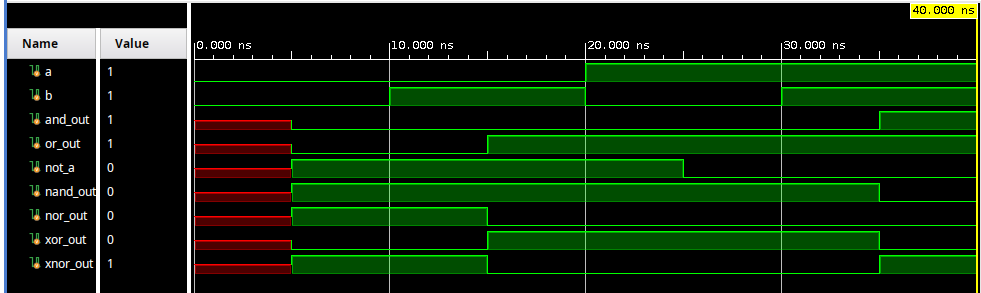 40.000 ns
Name Value
0.000 ns 10.000 ns 20.000 ns 30.000 ns
a 1
b 1
and_out 1
or_out 1
not_a 0
nand_out 0
nor_out 0
xor_out 0
xnor_out 1